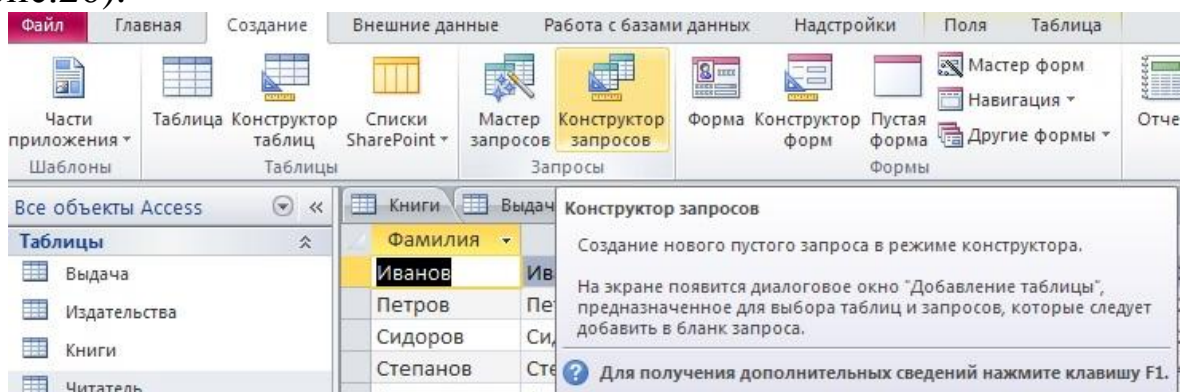 Файл Главная Создание Внешние данные Работа с базами данных Надстройки Поля Таблица
Части приложения
Таблица
Конструктор таблиц
Списки SharePoint
Мастер запросов
Конструктор запросов
Форма
Конструктор форм
Пустая форма
Мастер форм
Навигация
Другие формы
Шаблоны Таблицы Запросы Формы
Все объекты Access
Таблицы
Выдача
Издательства
Книги
Читатель
Книги
Фамилия
Иванов
Петров
Сидоров
Степанов
Конструктор запросов
Создание нового пустого запроса в режиме конструктора.
На экране появится диалоговое окно "Добавление таблицы",
предназначенное для выбора таблиц и запросов, которые следует
добавить в бланк запроса.
Для получения дополнительных сведений нажмите клавишу F1.